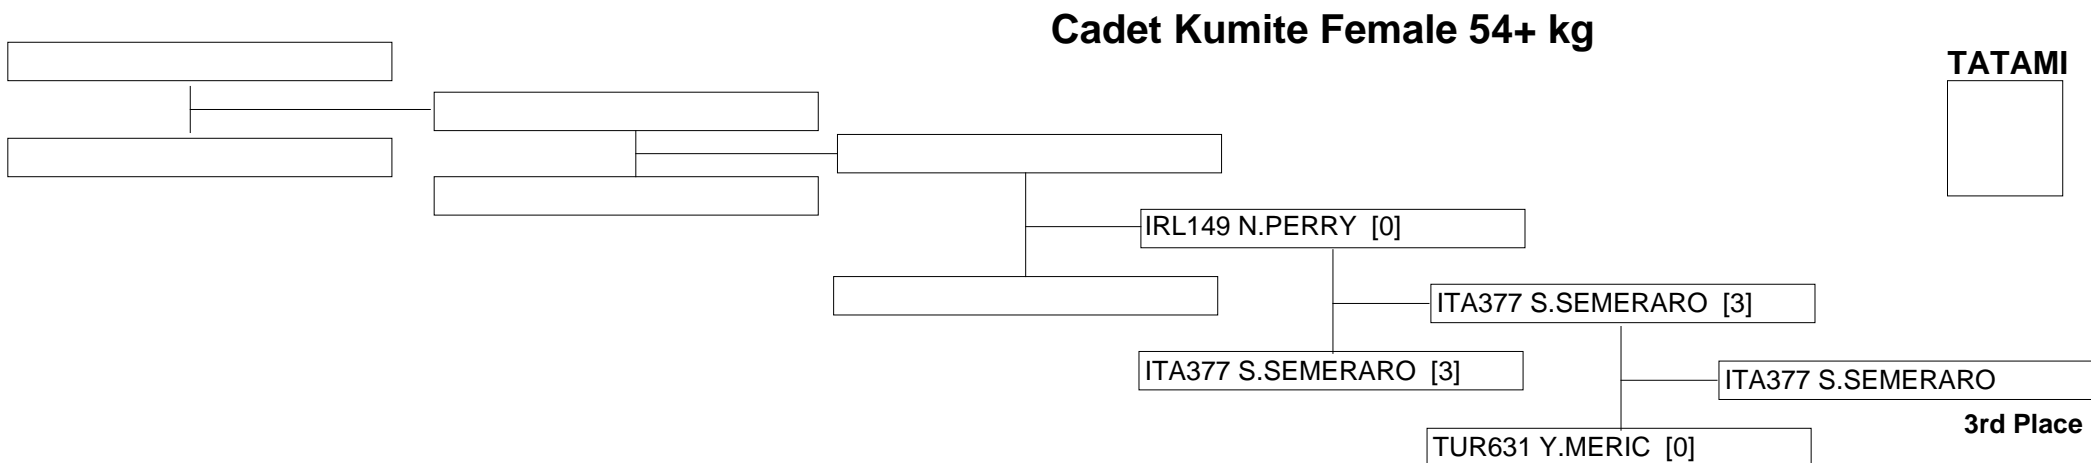 Cadet Kumite Female 54+ kg
TATAMI
IRL149 N.PERRY [0]
ITA377 S.SEMERARO [3]
ITA377 S.SEMERARO [3]
ITA377 S.SEMERARO
3rd Place
TUR631 Y.MERIC [0]